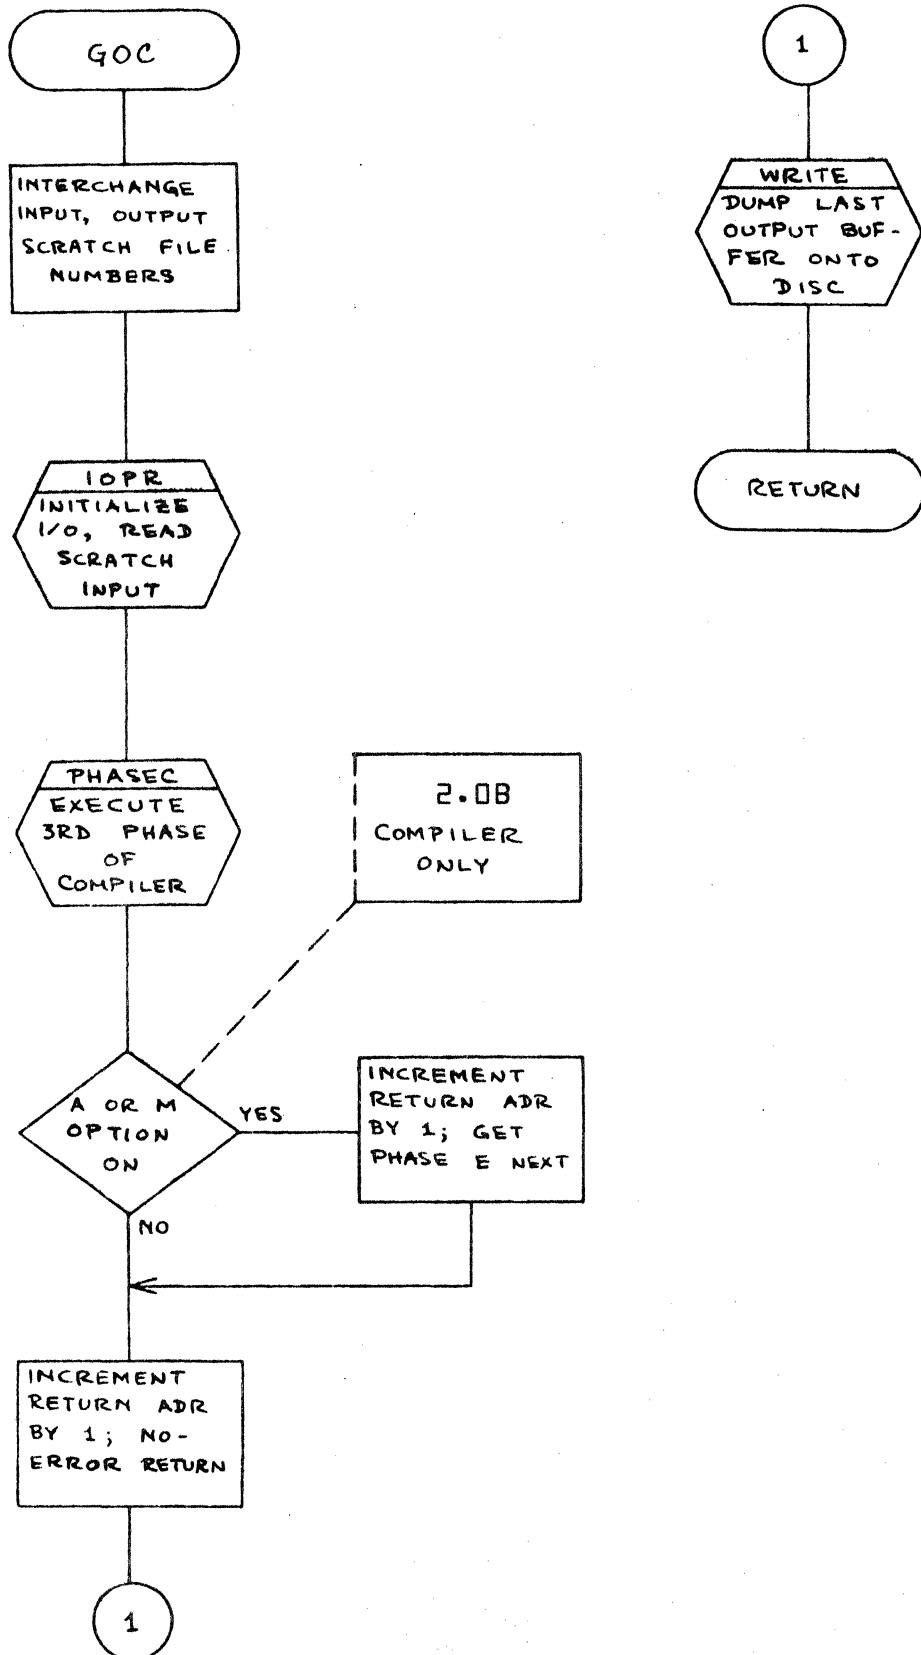 GOC
INTERCHANGE
INPUT, OUTPUT
SCRATCH FILE
NUMBERS
IOPR
INITIALIZE
I/O, READ
SCRATCH
INPUT
PHASEC
EXECUTE
3RD PHASE
OF
COMPILER
2.0B
COMPILER
ONLY
A OR M
OPTION
ON
YES
NO
INCREMENT
RETURN ADR
BY 1; GET
PHASE E NEXT
INCREMENT
RETURN ADR
BY 1; NO-
ERROR RETURN
1
1
WRITE
DUMP LAST
OUTPUT BUF-
FER ONTO
DISC
RETURN